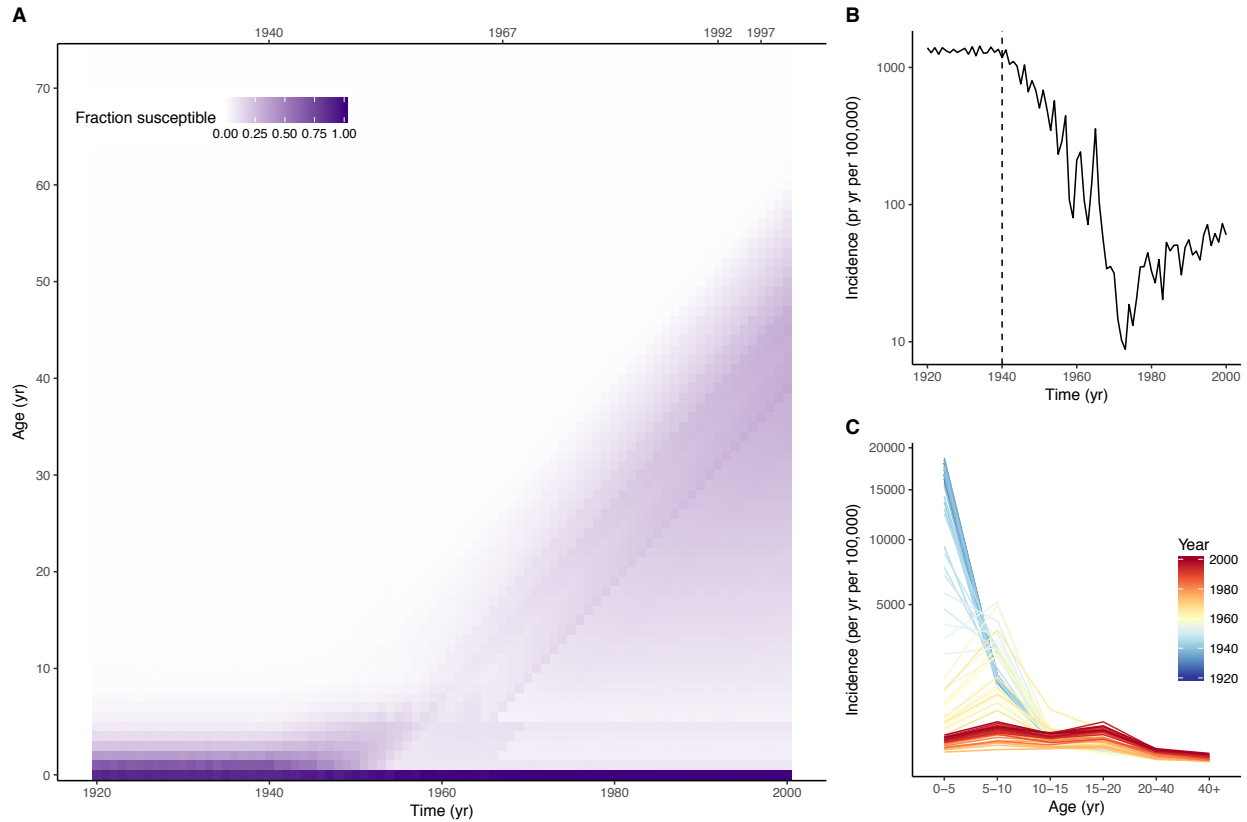 A
1940 1967 1992 1997
70
60
50
40
30
20
10
0
Age (yr)
Fraction susceptible
0.00 0.25 0.50 0.75 1.00
1920 1940 1960 1980 2000
Time (yr)
B
1000
100
10
Incidence (pr yr per 100,000)
1920 1940 1960 1980 2000
Time (yr)
C
20000
15000
10000
5000
Incidence (per yr per 100,000)
Year
2000
1980
1960
1940
1920
0−5 5−10 10−15 15−20 20−40 40+
Age (yr)